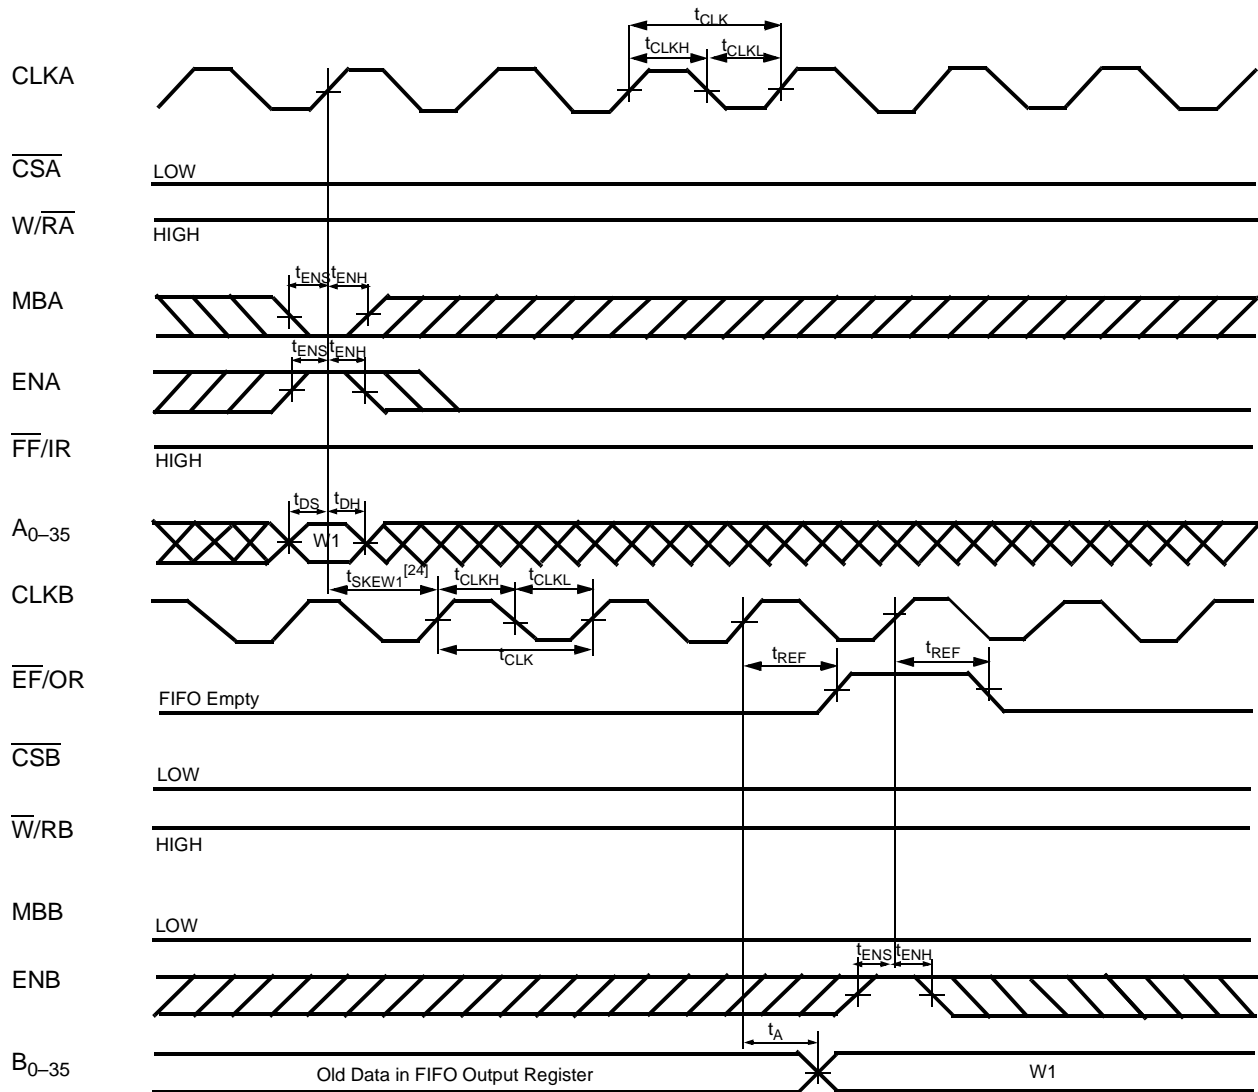 tCLK
tCLKH tCLKL
CLKA
CSA LOW
W/RA HIGH
tENS tENH
MBA
tENS tENH
ENA
FF/IR HIGH
tDS tDH
A0–35 W1
tSKEW1[24] tCLKH tCLKL
CLKB
tCLK tREF tREF
EF/OR FIFO Empty
CSB LOW
W/RB HIGH
MBB LOW
tENS tENH
ENB
tA
B0–35 Old Data in FIFO Output Register W1